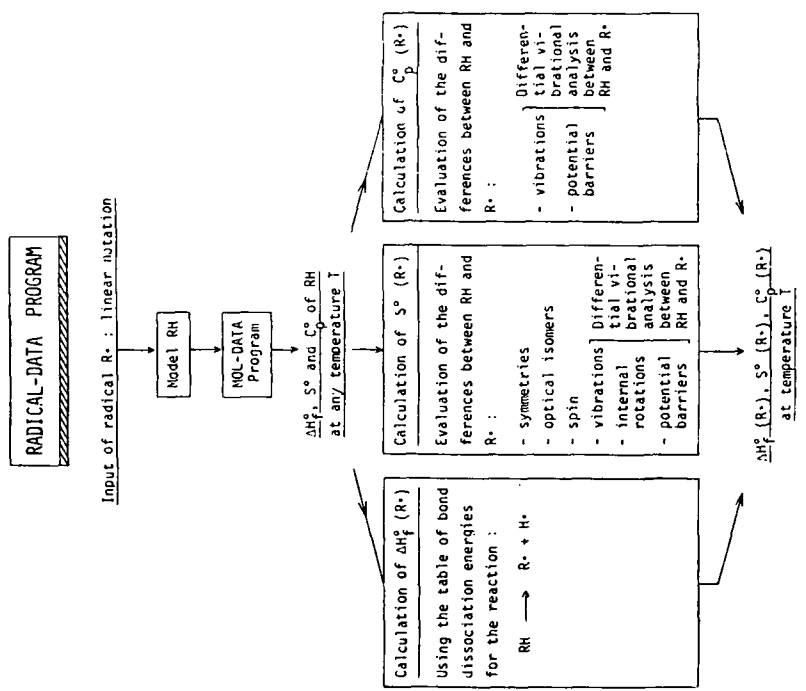 RADICAL-DATA PROGRAM
Input of radical R• : linear notation
Model RH
MOL-DATA
Program
ΔH°f, S° and C°p of RH
at any temperature T
Calculation of ΔH°f (R•)
Using the table of bond
dissociation energies
for the reaction :
RH → R• + H•
Calculation of S° (R•)
Evaluation of the dif-
ferences between RH and
R• :
- symmetries
- optical isomers
- spin
- vibrations
- internal
rotations
- potential
barriers
Differen-
tial vi-
brational
analysis
between
RH and R•
Calculation of C°p (R•)
Evaluation of the dif-
ferences between RH and
R• :
- vibrations
- potential
barriers
Differen-
tial vi-
brational
analysis
between
RH and R•
ΔH°f (R•), S° (R•), C°p (R•)
at temperature T